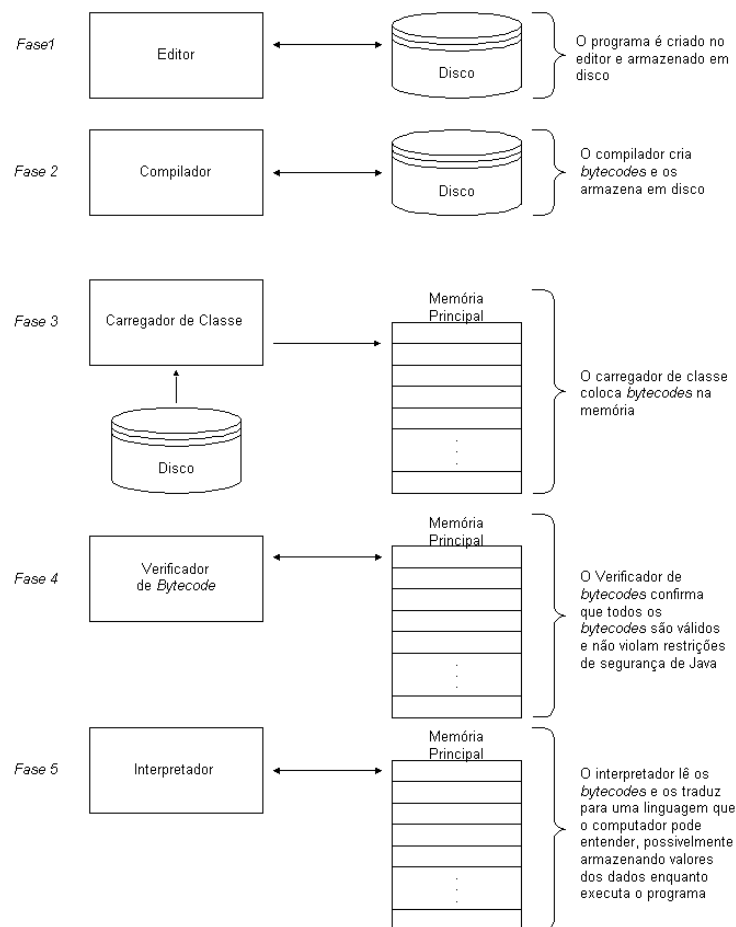 Fase1
Editor
Disco
O programa é criado no
editor e armazenado em
disco
Fase 2
Compilador
Disco
O compilador cria
bytecodes e os
armazena em disco
Fase 3
Carregador de Classe
Disco
Memória
Principal
O carregador de classe
coloca bytecodes na
memória
Fase 4
Verificador
de Bytecode
Memória
Principal
O Verificador de
bytecodes confirma
que todos os
bytecodes são válidos
e não violam restrições
de segurança de Java
Fase 5
Interpretador
Memória
Principal
O interpretador lê os
bytecodes e os traduz
para uma linguagem que
o computador pode
entender, possivelmente
armazenando valores
dos dados enquanto
executa o programa